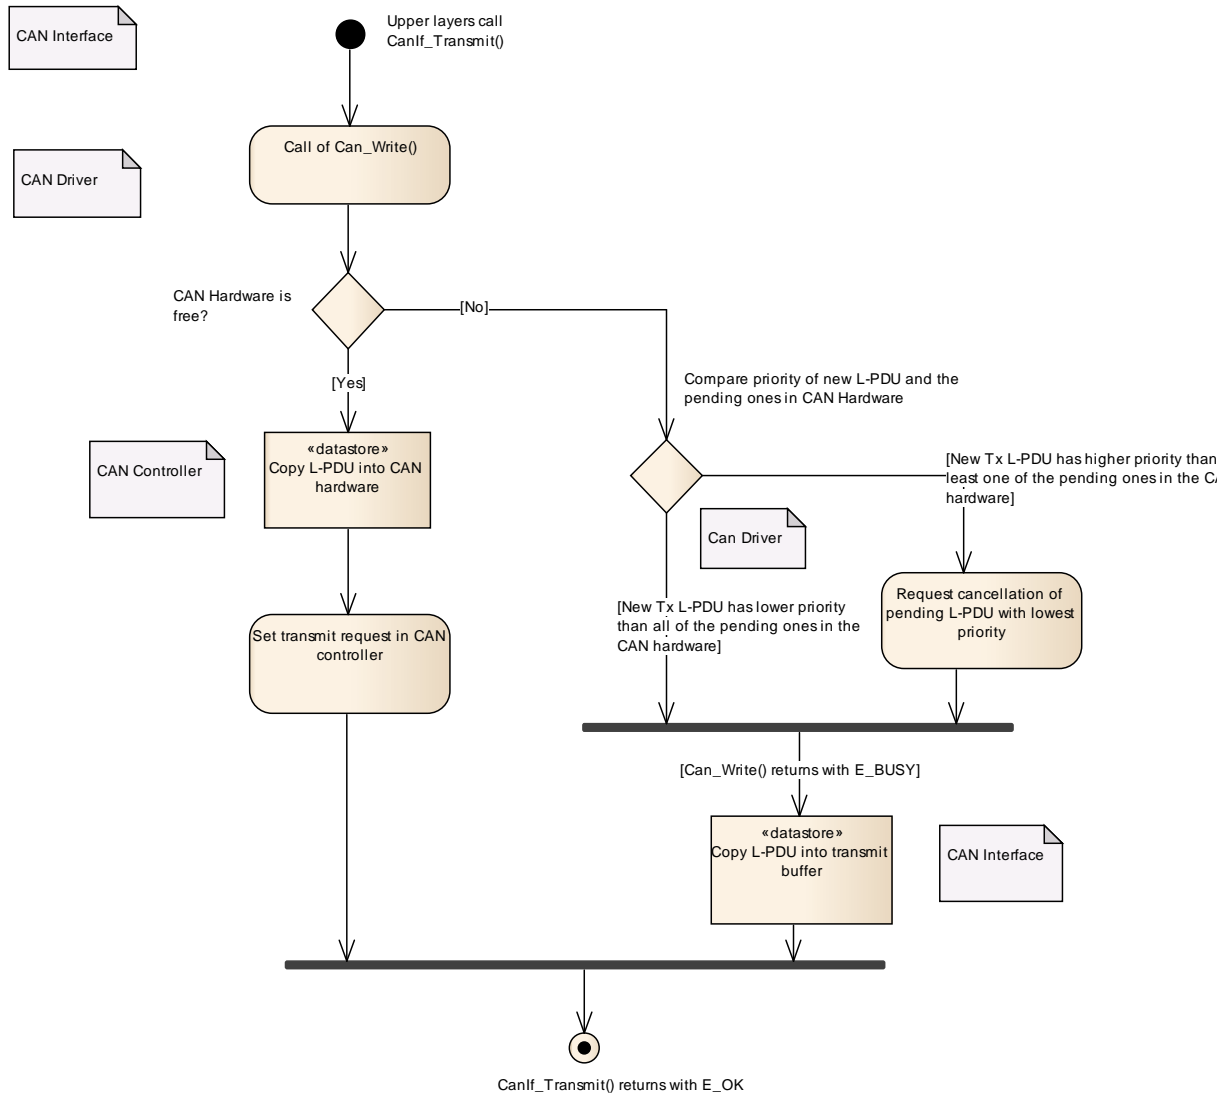 CAN Interface
Upper layers call
CanIf_Transmit()
Call of Can_Write()
CAN Driver
CAN Hardware is
free?
[No]
[Yes]
Compare priority of new L-PDU and the
pending ones in CAN Hardware
«datastore»
Copy L-PDU into CAN
hardware
CAN Controller
[New Tx L-PDU has higher priority than
least one of the pending ones in the
hardware]
Can Driver
Request cancellation of
pending L-PDU with lowest
priority
[New Tx L-PDU has lower priority
than all of the pending ones in the
CAN hardware]
Set transmit request in CAN
controller
[Can_Write() returns with E_BUSY]
«datastore»
Copy L-PDU into transmit
buffer
CAN Interface
CanIf_Transmit() returns with E_OK